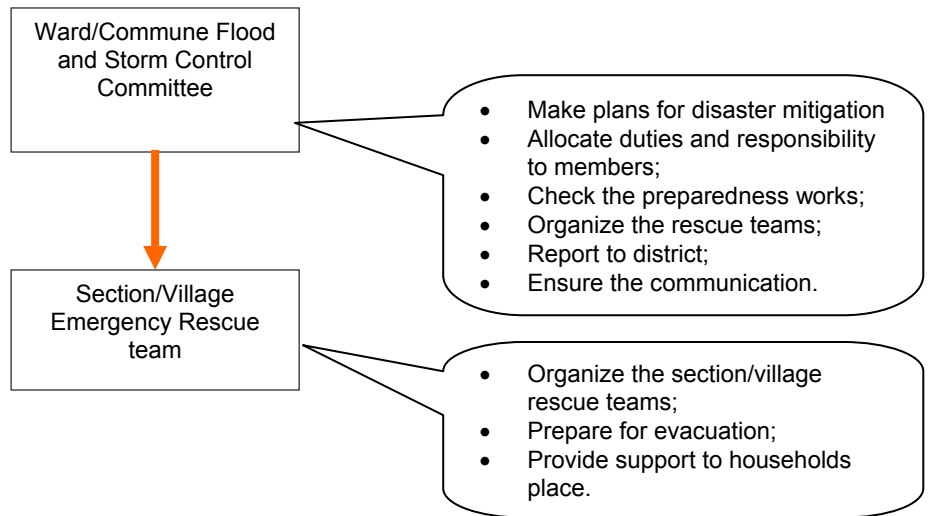 Ward/Commune Flood
and Storm Control
Committee
• Make plans for disaster mitigation
• Allocate duties and responsibility
to members;
• Check the preparedness works;
• Organize the rescue teams;
• Report to district;
• Ensure the communication.
Section/Village
Emergency Rescue
team
• Organize the section/village
rescue teams;
• Prepare for evacuation;
• Provide support to households
place.